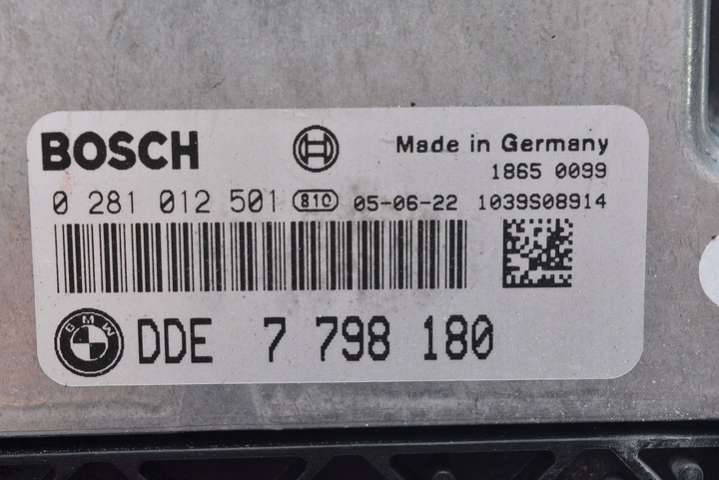 BOSCH Made in Germany
1865 0099
0 281 012 501 810 05-06-22 1039S08914
BMW DDE 7 798 180